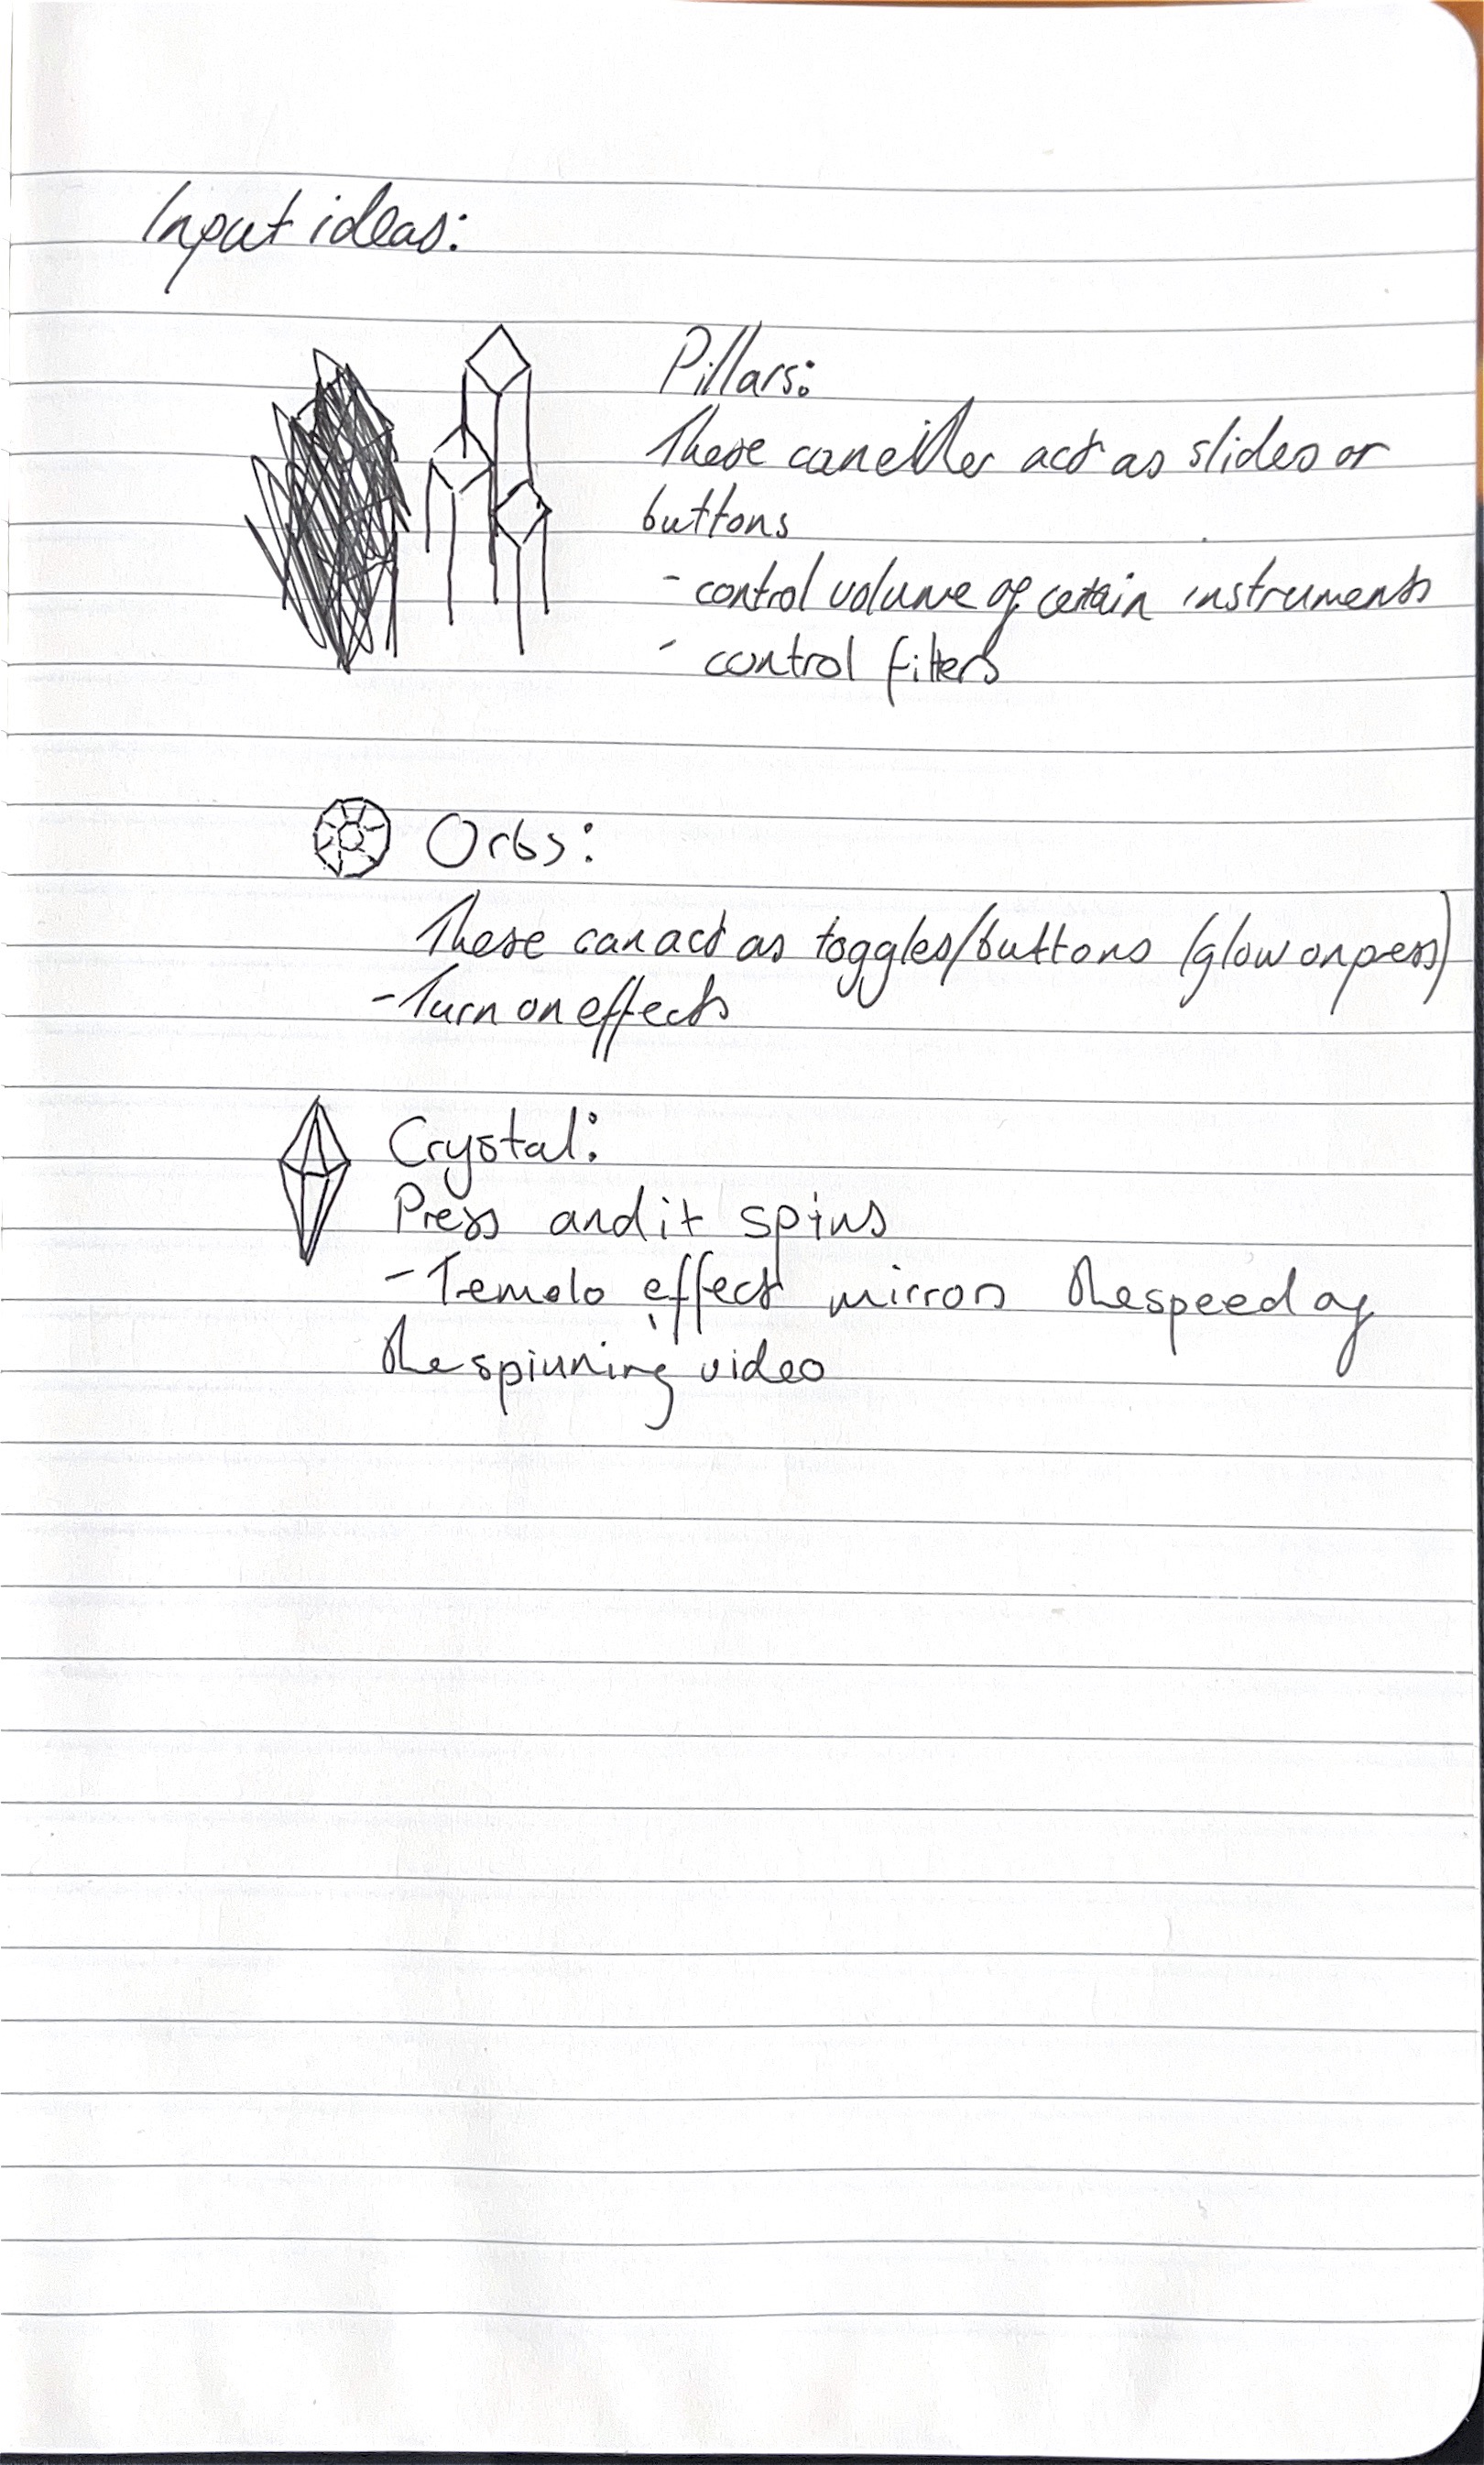 Input ideas:
Pillars:
These can either act as slides or
buttons
- control volume of certain instruments
- control filters
Orbs:
These can act as toggles/buttons (glow on press)
- Turn on effects
Crystal:
Press and it spins
- Temolo effect mirrors the speed of
the spinning video